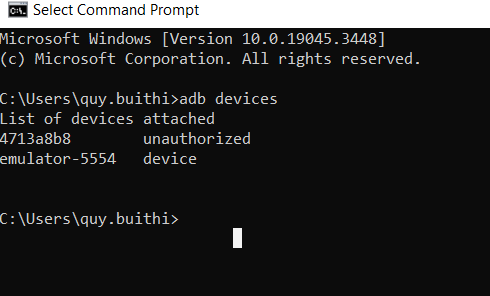 Select Command Prompt
Microsoft Windows [Version 10.0.19045.3448]
(c) Microsoft Corporation. All rights reserved.
C:\Users\quy.buithi>adb devices
List of devices attached
4713a8b8        unauthorized
emulator-5554   device
C:\Users\quy.buithi>